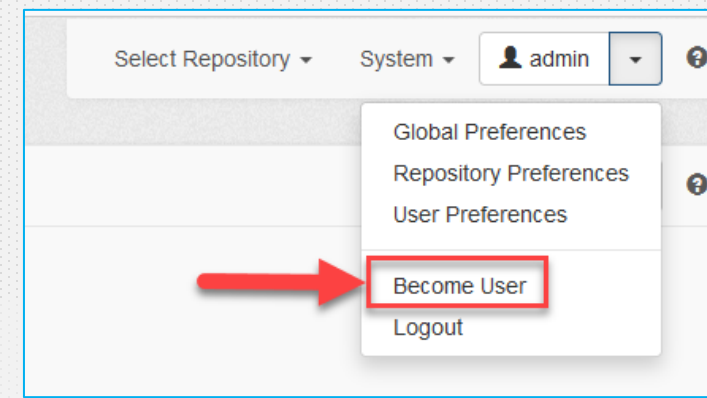 Select Repository System admin
Global Preferences
Repository Preferences
User Preferences
Become User
Logout